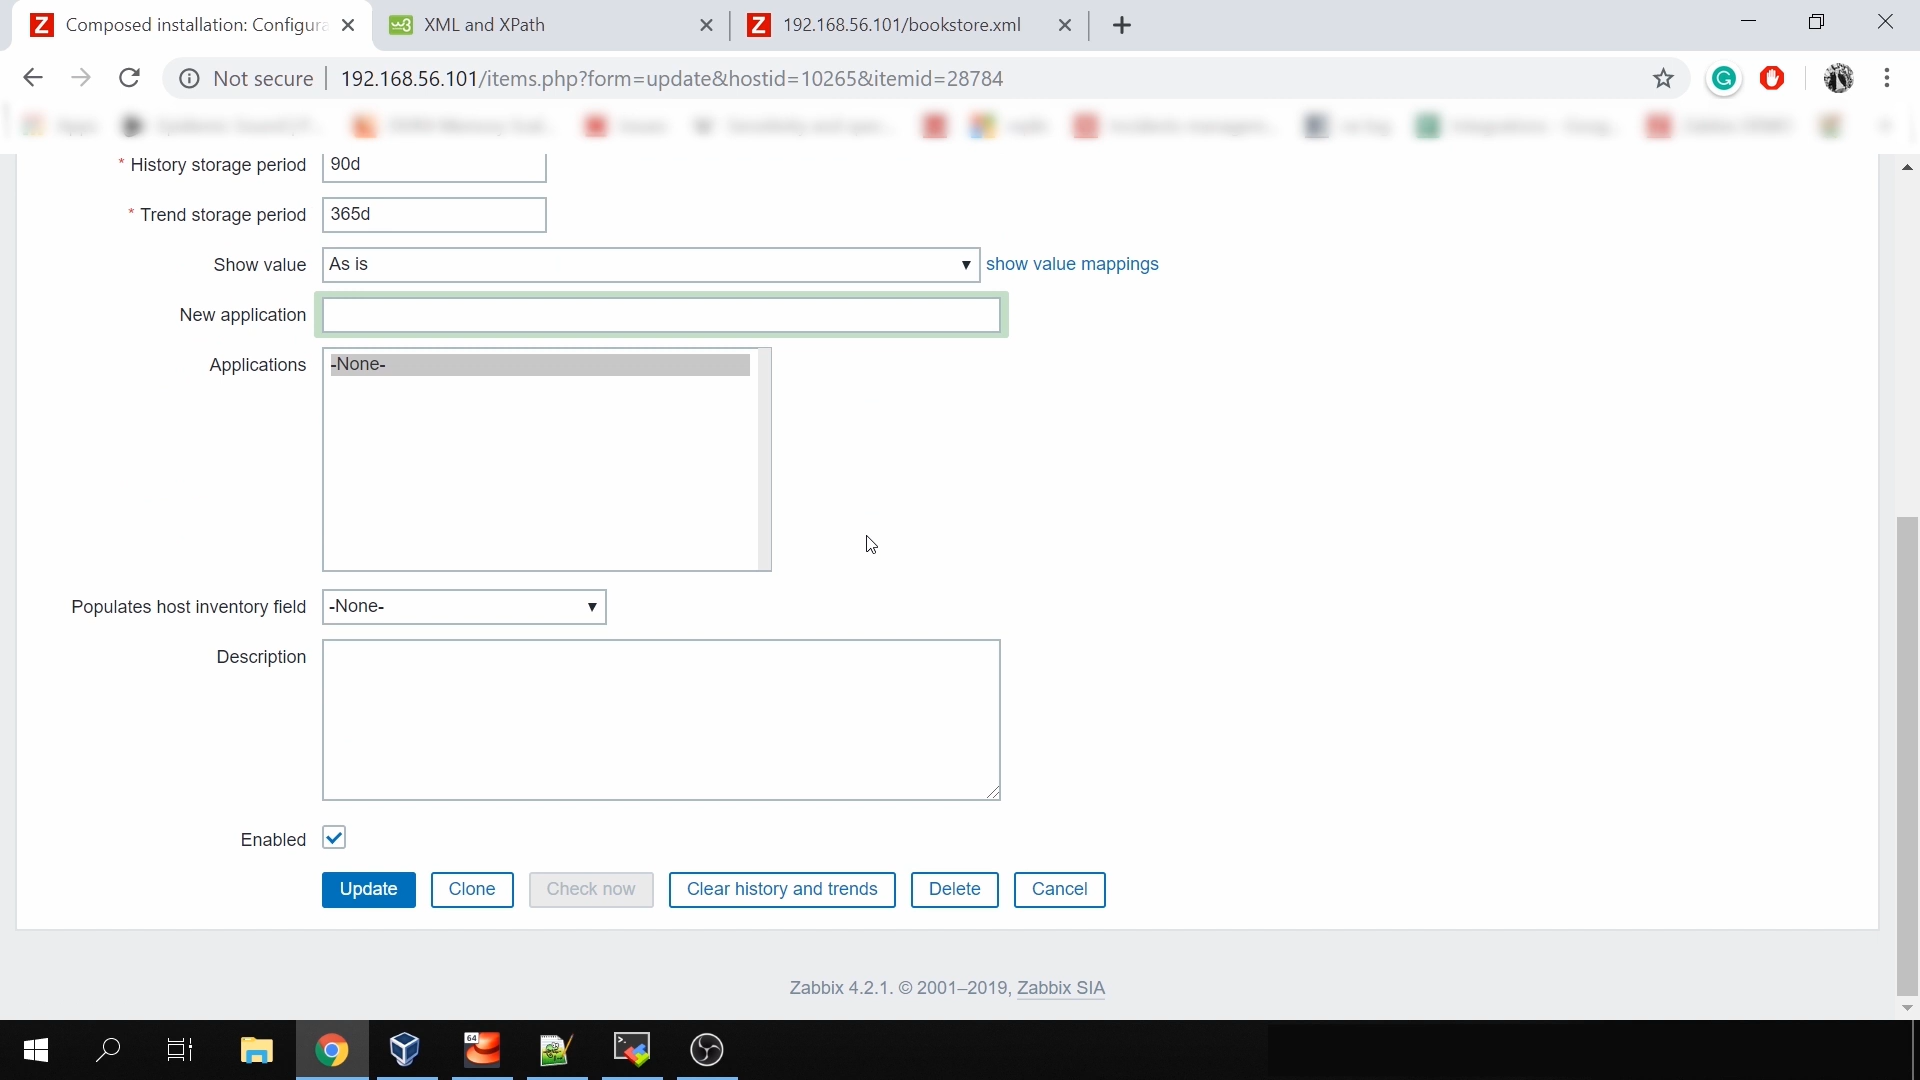 Composed installation: Configura
XML and XPath
192.168.56.101/bookstore.xml
Not secure
192.168.56.101/items.php?form=update&hostid=10265&itemid=28784
* History storage period 90d
* Trend storage period 365d
Show value As is show value mappings
New application
Applications -None-
Populates host inventory field -None-
Description
Enabled
Update Clone Check now Clear history and trends Delete Cancel
Zabbix 4.2.1. © 2001–2019, Zabbix SIA
64